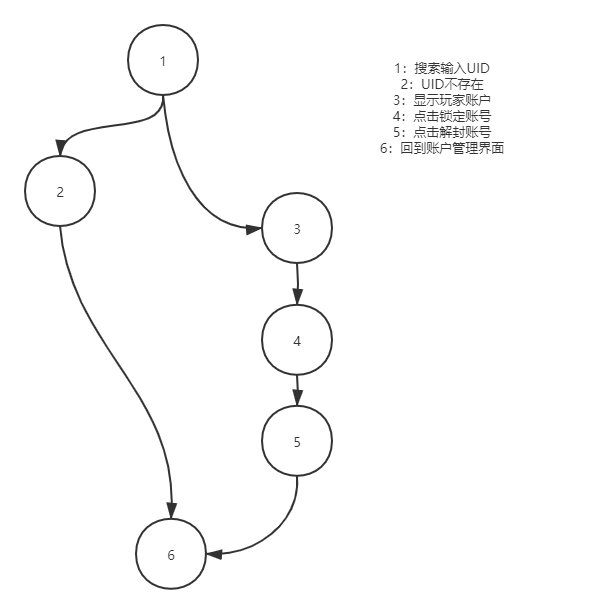 1
1：搜索输入UID
2：UID不存在
3：显示玩家账户
4：点击锁定账号
5：点击解封账号
6：回到账户管理界面
2
3
4
5
6